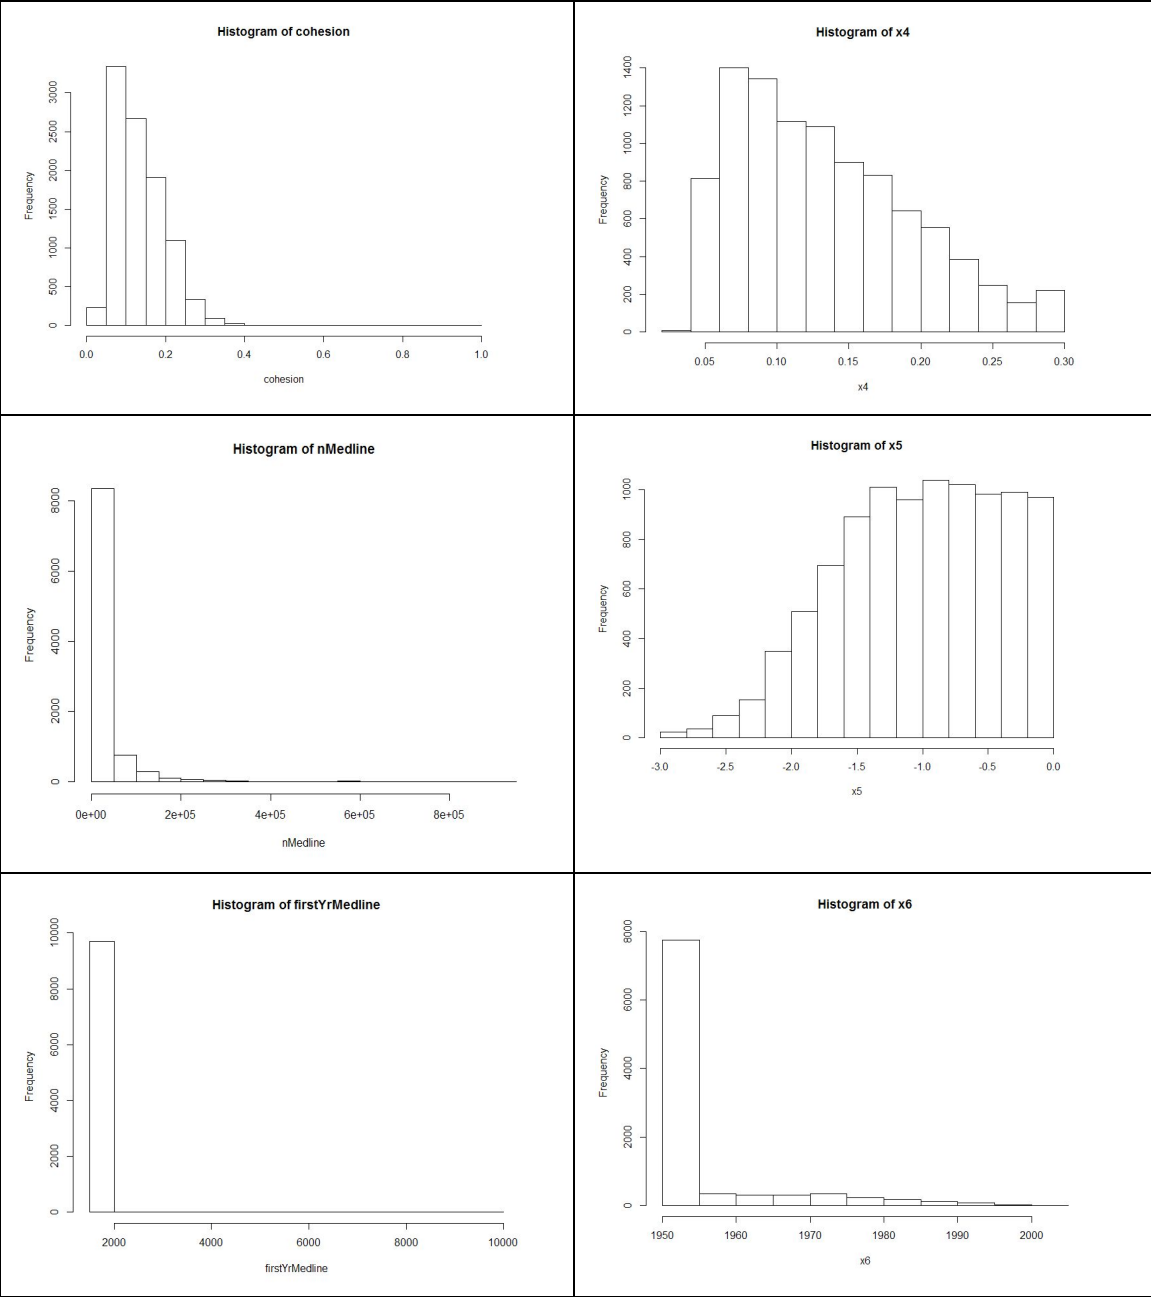 Histogram of cohesion
Frequency
0 500 1000 1500 2000 2500 3000
0.0 0.2 0.4 0.6 0.8 1.0
cohesion
Histogram of x4
Frequency
0 200 400 600 800 1000 1200 1400
0.05 0.10 0.15 0.20 0.25 0.30
x4
Histogram of nMedline
Frequency
0 2000 4000 6000 8000
0e+00 2e+05 4e+05 6e+05 8e+05
nMedline
Histogram of x5
Frequency
0 200 400 600 800 1000
-3.0 -2.5 -2.0 -1.5 -1.0 -0.5 0.0
x5
Histogram of firstYrMedline
Frequency
0 2000 4000 6000 8000 10000
2000 4000 6000 8000 10000
firstYrMedline
Histogram of x6
Frequency
0 2000 4000 6000 8000
1950 1960 1970 1980 1990 2000
x6